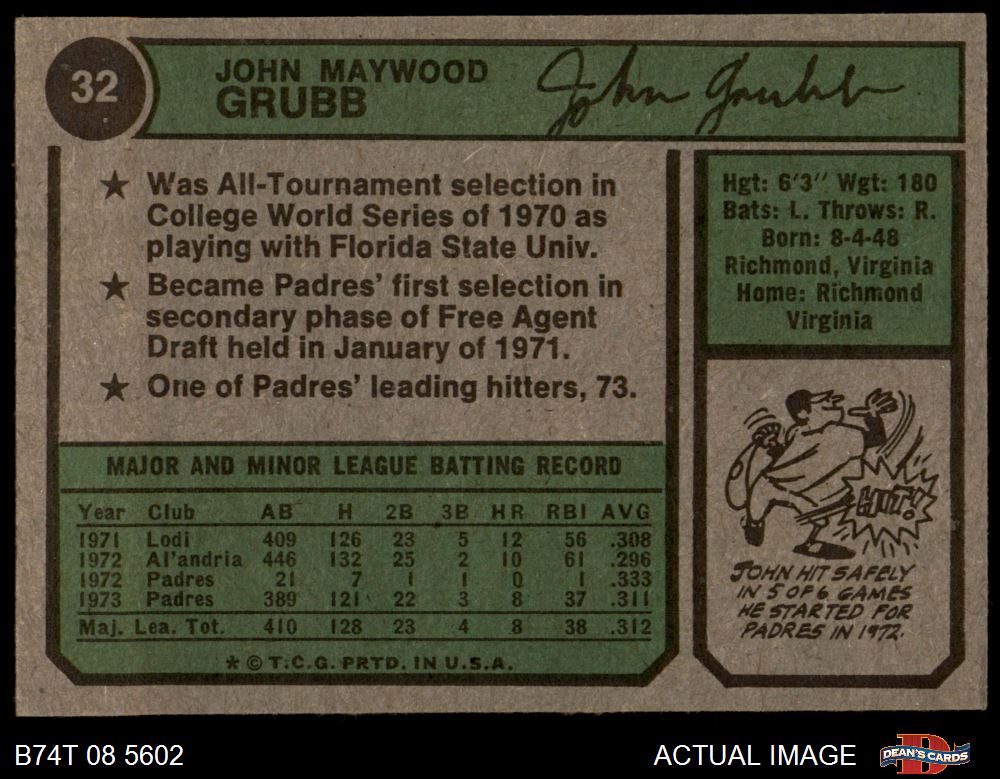 32
JOHN MAYWOOD
GRUBB
John Grubb
★ Was All-Tournament selection in
College World Series of 1970 as
playing with Florida State Univ.
★ Became Padres' first selection in
secondary phase of Free Agent
Draft held in January of 1971.
★ One of Padres' leading hitters, 73.
Hgt: 6'3" Wgt: 180
Bats: L. Throws: R.
Born: 8-4-48
Richmond, Virginia
Home: Richmond
Virginia
MAJOR AND MINOR LEAGUE BATTING RECORD
Year Club AB H 2B 3B HR RBI AVG
1971 Lodi 409 126 23 5 12 56 .308
1972 Al'andria 446 132 25 2 10 61 .296
1972 Padres 21 7 1 1 0 1 .333
1973 Padres 389 121 22 3 8 37 .311
Maj. Lea. Tot. 410 128 23 4 8 38 .312
* © T.C.G. PRTD. IN U.S.A.
HIT!
JOHN HIT SAFELY
IN 5 OF 6 GAMES
HE STARTED FOR
PADRES IN 1972.
B74T 08 5602
ACTUAL IMAGE
DEAN'S CARDS